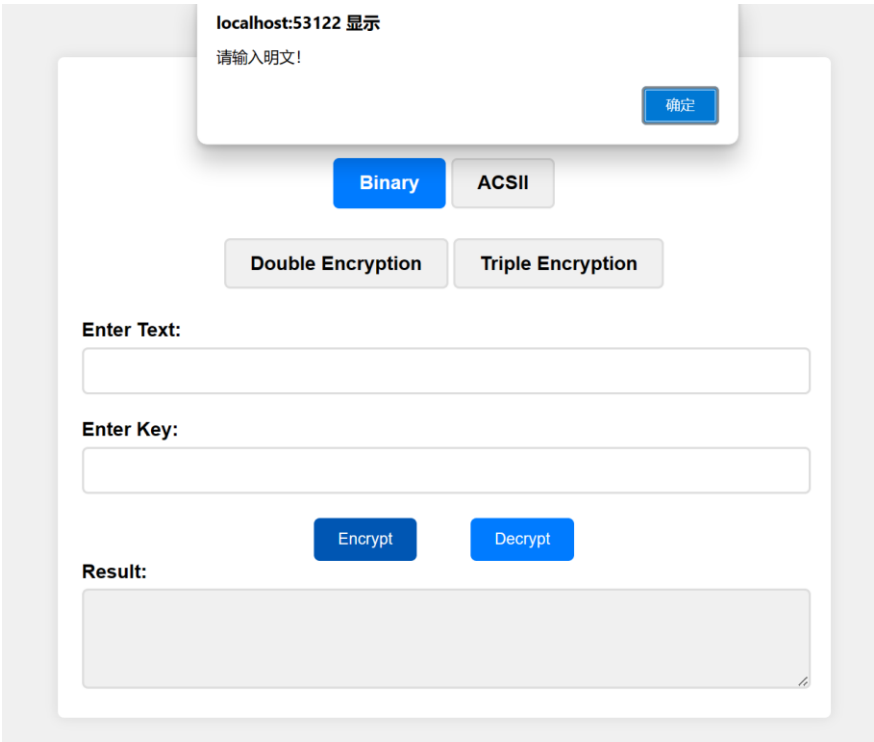 localhost:53122 显示
请输入明文!
确定
Binary ACSII
Double Encryption Triple Encryption
Enter Text:
Enter Key:
Encrypt Decrypt
Result: